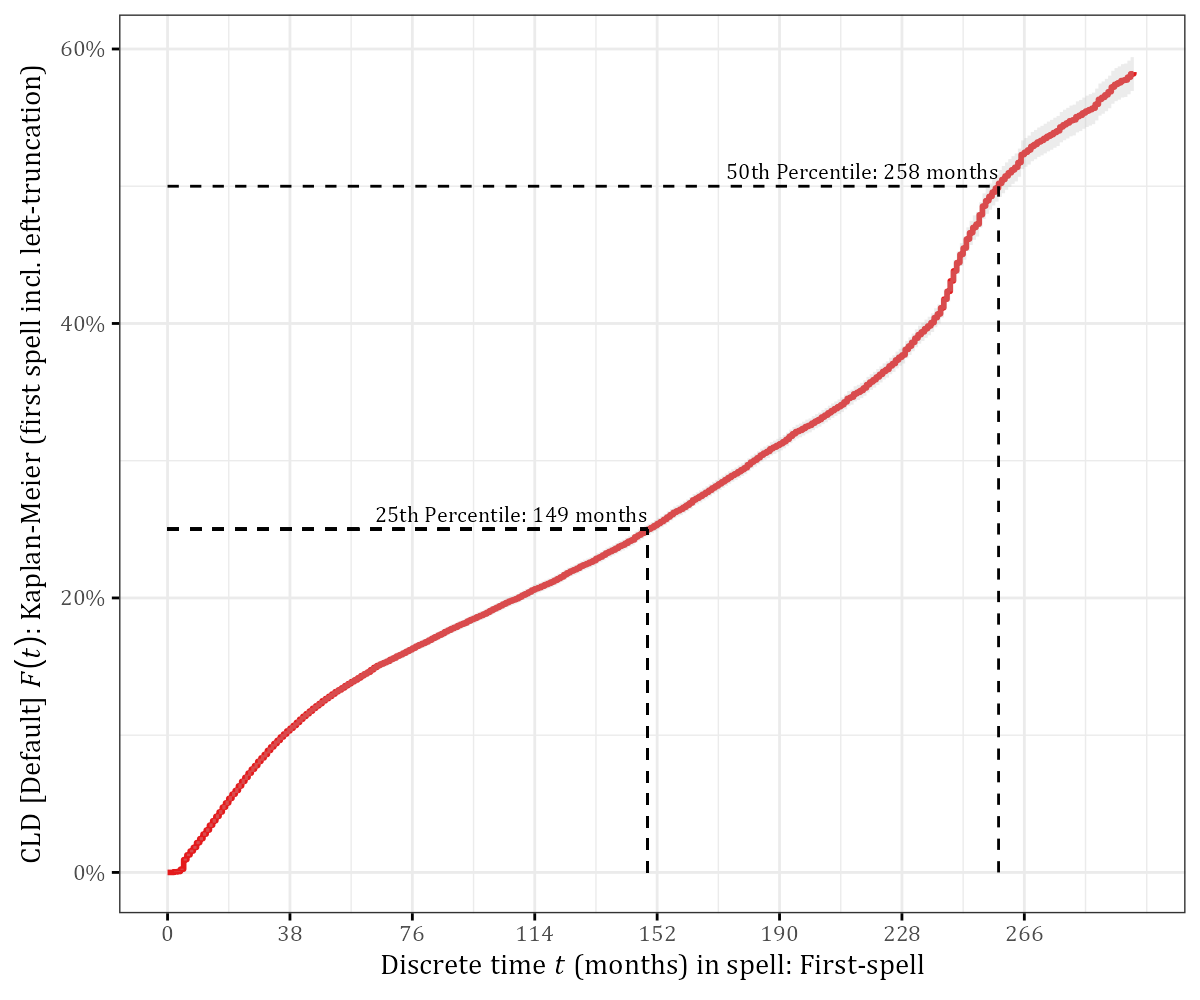 CLD [Default] F(t): Kaplan-Meier (first spell incl. left-truncation)
60%
40%
20%
0%
50th Percentile: 258 months
25th Percentile: 149 months
0 38 76 114 152 190 228 266
Discrete time t (months) in spell: First-spell